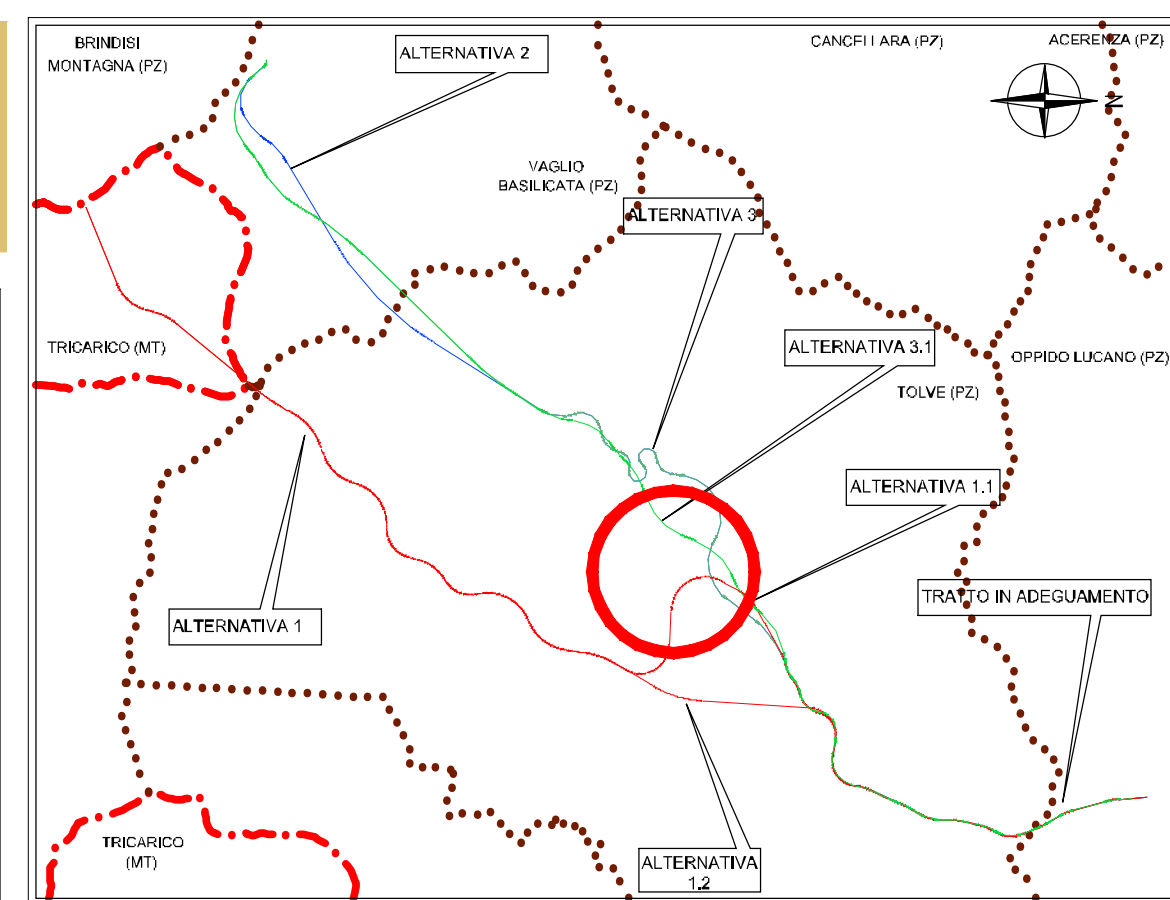 BRINDISI
MONTAGNA (PZ)
ALTERNATIVA 2
CANCELLARA (PZ)
ACERENZA (PZ)
N
VAGLIO
BASILICATA (PZ)
ALTERNATIVA 3
TRICARICO (MT)
ALTERNATIVA 3.1
OPPIDO LUCANO (PZ)
TOLVE (PZ)
ALTERNATIVA 1.1
TRATTO IN ADEGUAMENTO
ALTERNATIVA 1
TRICARICO
(MT)
ALTERNATIVA
1.2